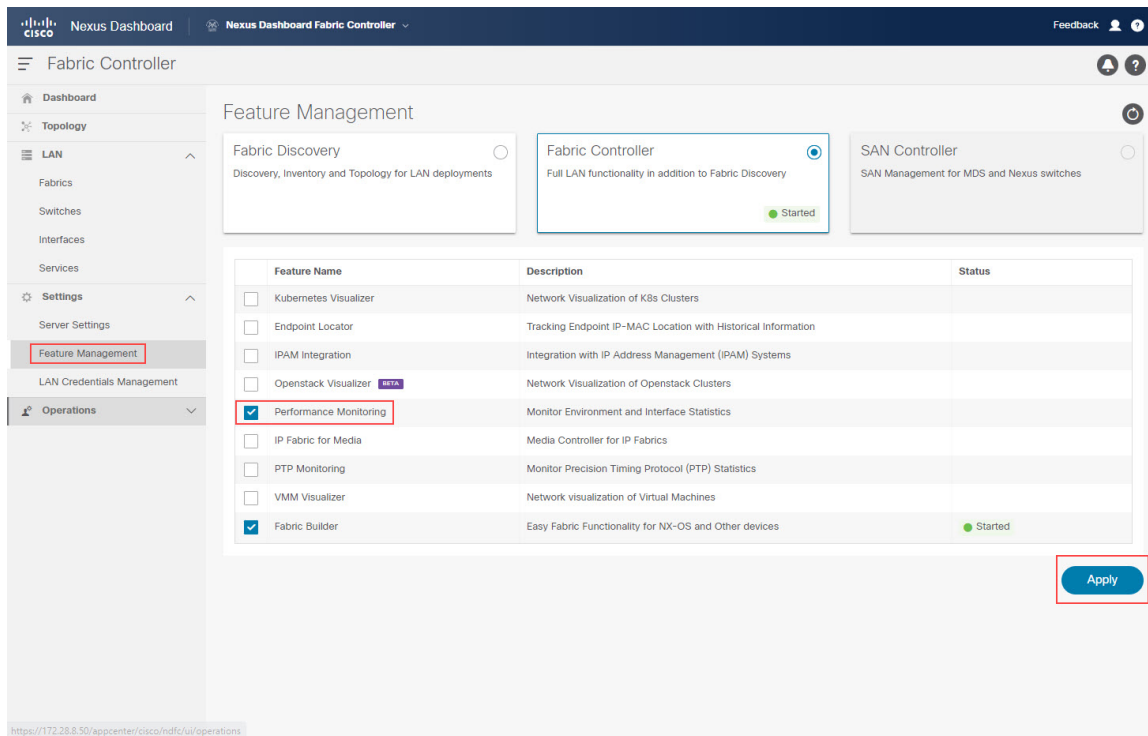 cisco Nexus Dashboard Nexus Dashboard Fabric Controller Feedback ?
Fabric Controller ?
Dashboard
Topology
LAN
Fabrics
Switches
Interfaces
Services
Settings
Server Settings
Feature Management
LAN Credentials Management
Operations
Feature Management
Fabric Discovery
Discovery, Inventory and Topology for LAN deployments
Fabric Controller
Full LAN functionality in addition to Fabric Discovery
Started
SAN Controller
SAN Management for MDS and Nexus switches
Feature Name Description Status
Kubernetes Visualizer Network Visualization of K8s Clusters
Endpoint Locator Tracking Endpoint IP-MAC Location with Historical Information
IPAM Integration Integration with IP Address Management (IPAM) Systems
Openstack Visualizer BETA Network Visualization of Openstack Clusters
Performance Monitoring Monitor Environment and Interface Statistics
IP Fabric for Media Media Controller for IP Fabrics
PTP Monitoring Monitor Precision Timing Protocol (PTP) Statistics
VMM Visualizer Network visualization of Virtual Machines
Fabric Builder Easy Fabric Functionality for NX-OS and Other devices Started
Apply
https://172.28.8.50/appcenter/cisco/ndfc/ui/operations